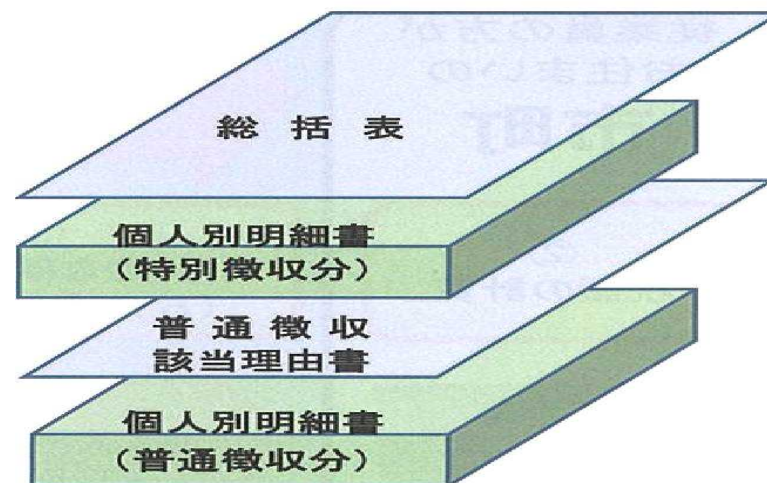 総括表
個人別明細書
（特別徴収分）
普通徴収
該当理由書
個人別明細書
（普通徴収分）